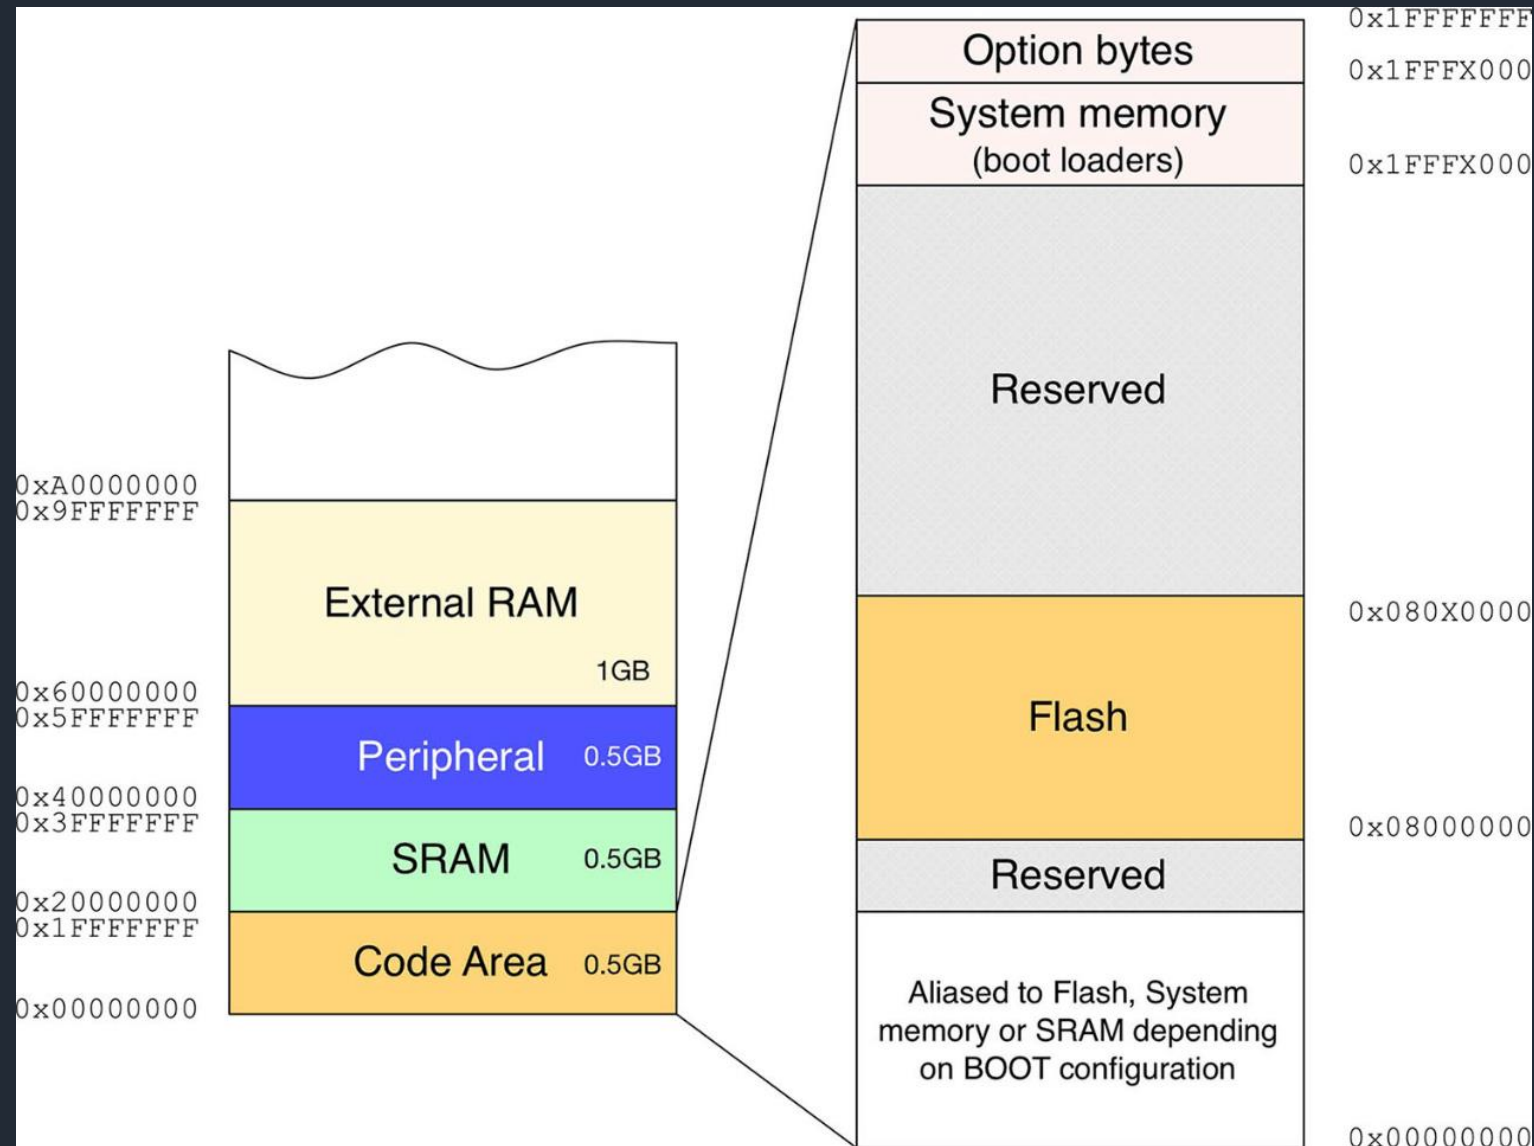 0xA0000000
0x9FFFFFFF
External RAM
1GB
0x60000000
0x5FFFFFFF
Peripheral 0.5GB
0x40000000
0x3FFFFFFF
SRAM 0.5GB
0x20000000
0x1FFFFFFF
Code Area 0.5GB
0x00000000
0x1FFFFFFF
Option bytes
0x1FFFX000
System memory
(boot loaders)
0x1FFFX000
Reserved
0x080X0000
Flash
0x08000000
Reserved
Aliased to Flash, System
memory or SRAM depending
on BOOT configuration
0x00000000